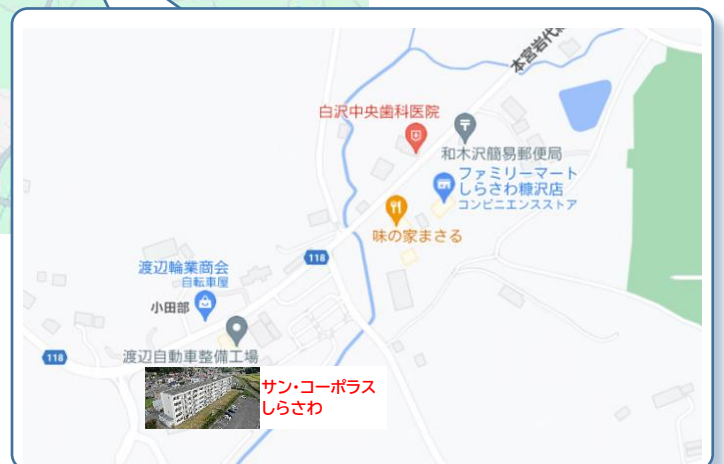 本宮岩代
白沢中央歯科医院
和木沢簡易郵便局
ファミリーマート
しらさわ糠沢店
コンビニエンスストア
味の家まさる
118
渡辺輪業商会
自転車屋
小田部
118
渡辺自動車整備工場
サン・コーポラス
しらさわ